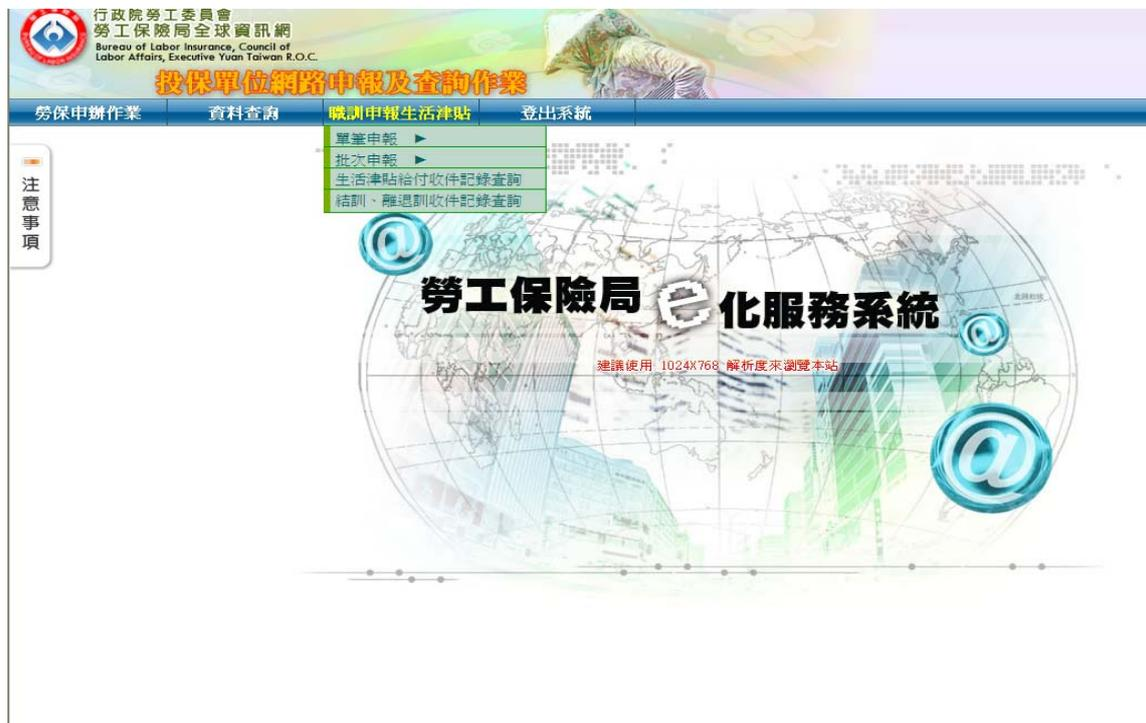 行政院勞工委員會
勞工保險局全球資訊網
Bureau of Labor Insurance, Council of
Labor Affairs, Executive Yuan Taiwan R.O.C.
投保單位網路申報及查詢作業
勞保申辦作業 資料查詢 職訓申報生活津貼 登出系統
單筆申報 ►
批次申報 ►
生活津貼給付收件記錄查詢
結訓、離退訓收件記錄查詢
注意事項
@
勞工保險局 e 化服務系統
@
建議使用 1024X768 解析度來瀏覽本站
@